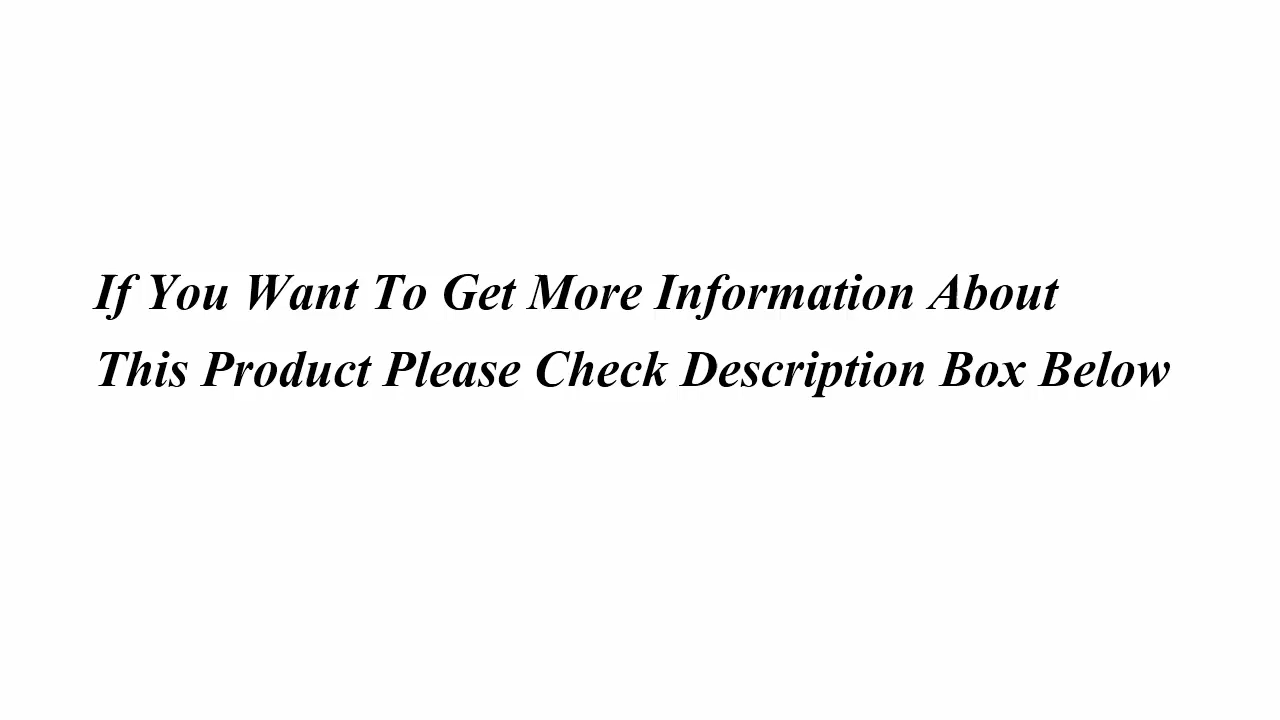 If You Want To Get More Information About
This Product Please Check Description Box Below